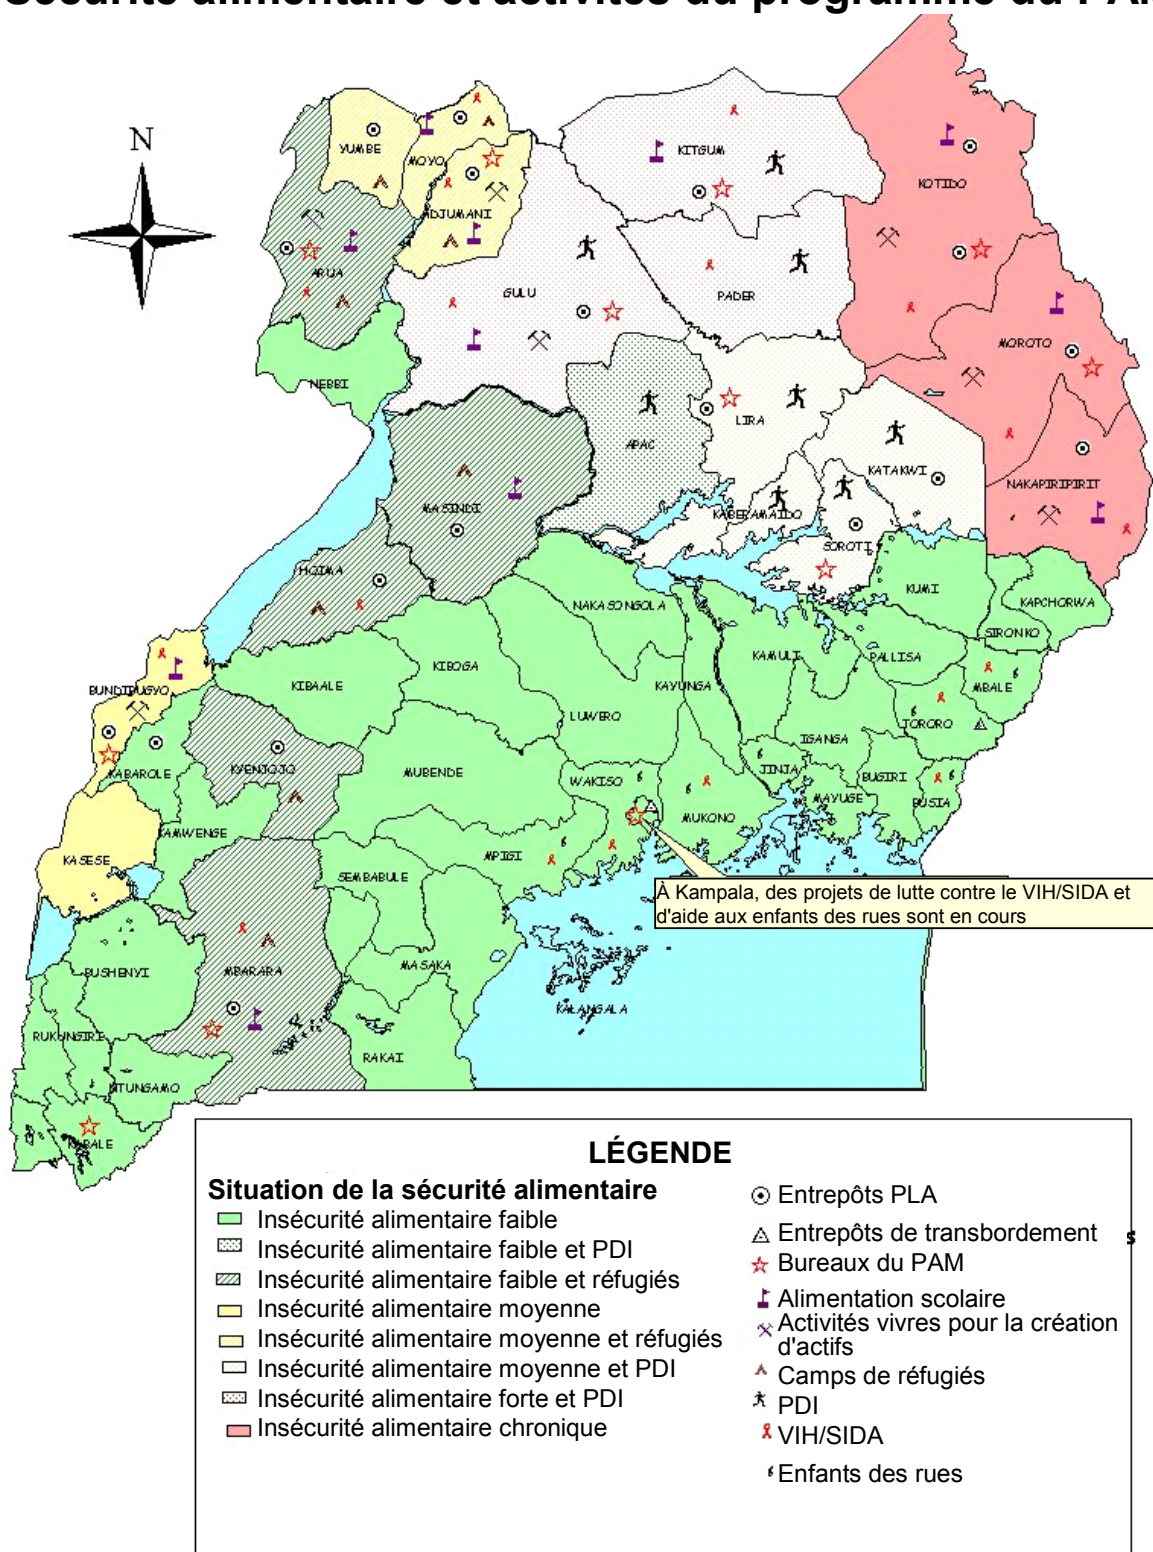 Sécurité alimentaire et activités du programme du PAM
N
YUMBE
MOYO
ADJUMANI
ARUA
NEBBI
GULU
KITGUM
PADER
KOTIDO
MOROTO
NAKAPIRIPIRIT
LIRA
APAC
KATAKWI
KABERAMAIDO
SOROTI
MASINDI
HOIMA
KUMI
KAPCHORWA
SIRONKO
NAKASONGOLA
KAMULI
PALLISA
MBALE
TORORO
BUNDIBUGYO
KIBAALE
KIBOGA
KAYUNGA
LUWERO
IGANGA
BUGIRI
BUSIA
JINJA
MAYUGE
KABAROLE
KYENJOJO
MUBENDE
WAKISO
MUKONO
KAMWENGE
KASESE
MPIGI
SEMBABULE
À Kampala, des projets de lutte contre le VIH/SIDA et
d'aide aux enfants des rues sont en cours
BUSHENYI
MBARARA
MASAKA
KALANGALA
RUKUNGIRI
NTUNGAMO
RAKAI
KABALE
LÉGENDE
Situation de la sécurité alimentaire
Insécurité alimentaire faible
Insécurité alimentaire faible et PDI
Insécurité alimentaire faible et réfugiés
Insécurité alimentaire moyenne
Insécurité alimentaire moyenne et réfugiés
Insécurité alimentaire moyenne et PDI
Insécurité alimentaire forte et PDI
Insécurité alimentaire chronique
Entrepôts PLA
Entrepôts de transbordement
s
Bureaux du PAM
Alimentation scolaire
Activités vivres pour la création
d'actifs
Camps de réfugiés
PDI
VIH/SIDA
Enfants des rues